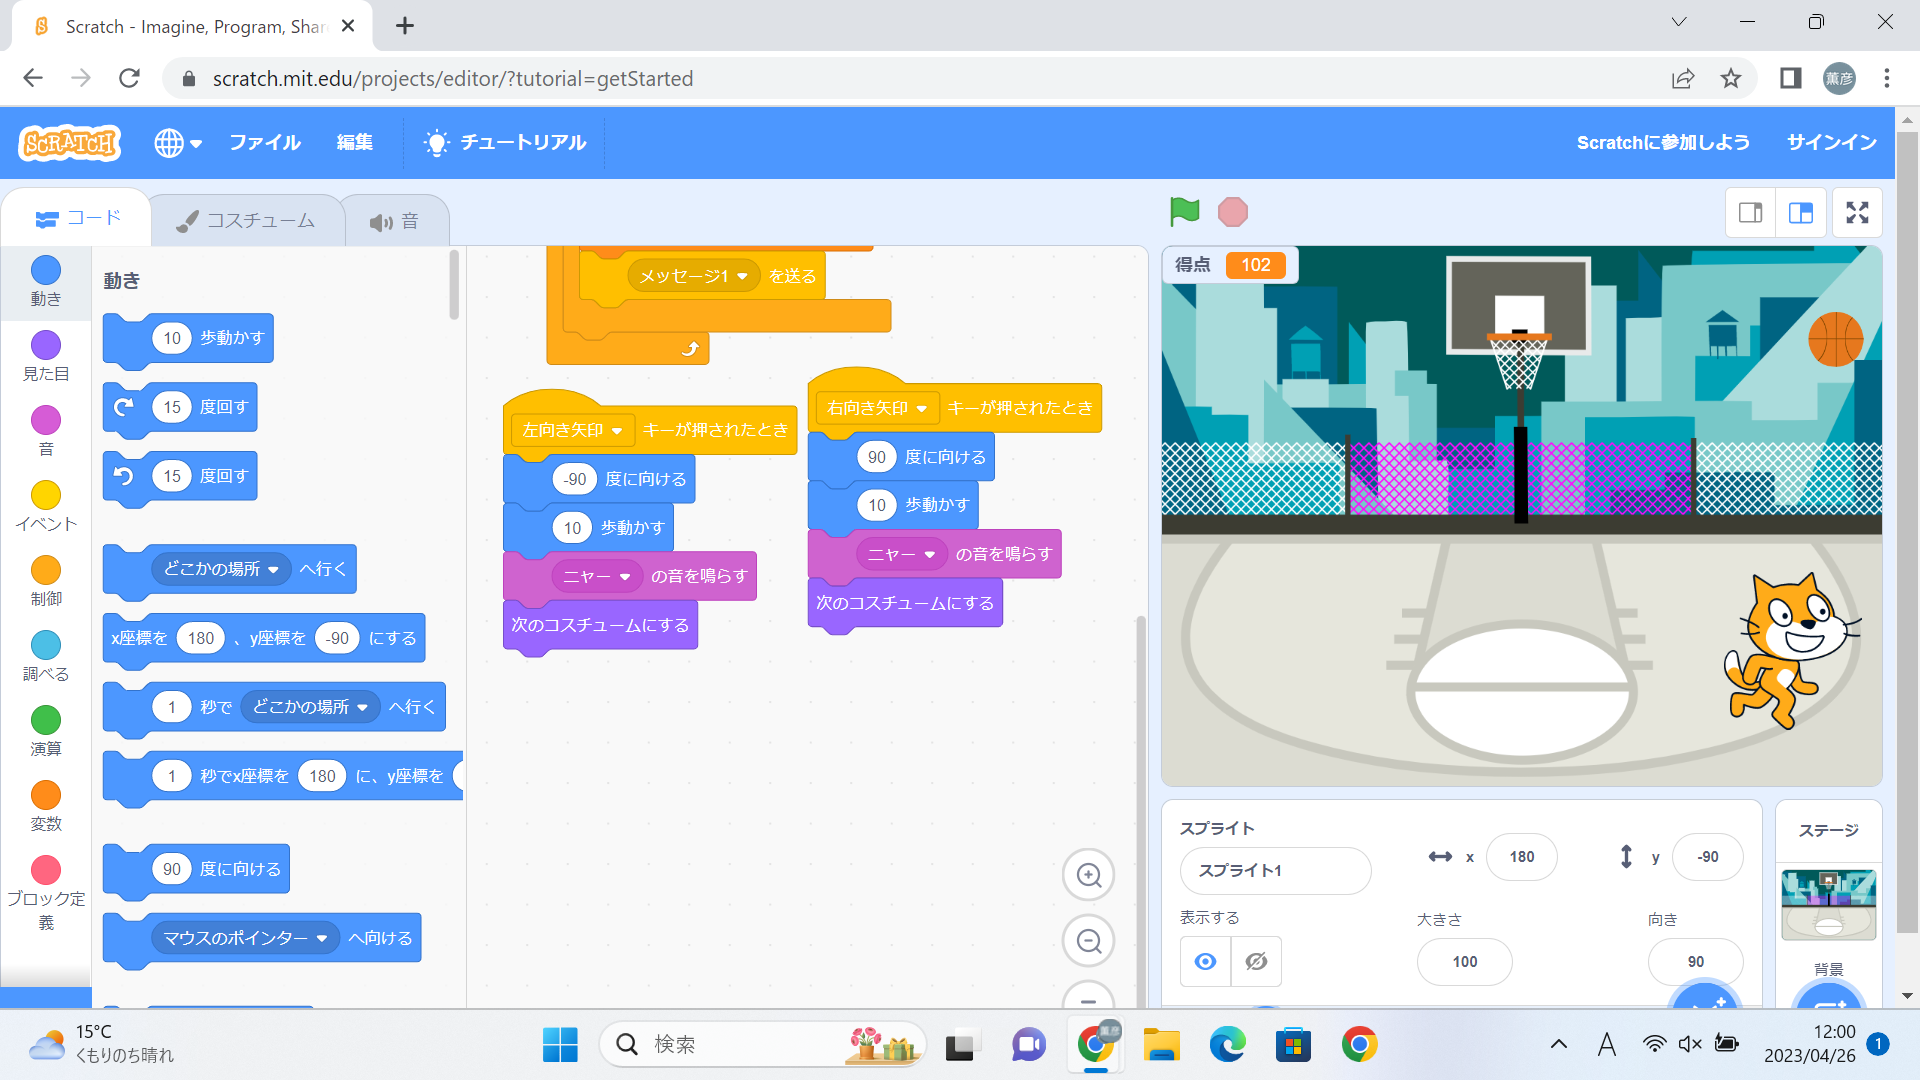 Scratch - Imagine, Program, Shar
scratch.mit.edu/projects/editor/?tutorial=getStarted
薫彦
SCRATCH
ファイル
編集
チュートリアル
Scratchに参加しよう
サインイン
コード
コスチューム
音
動き
見た目
音
イベント
制御
調べる
演算
変数
ブロック定
義
動き
10 歩動かす
15 度回す
15 度回す
どこかの場所 へ行く
x座標を 180 、y座標を -90 にする
1 秒で どこかの場所 へ行く
1 秒でx座標を 180 に、y座標を
90 度に向ける
マウスのポインター へ向ける
メッセージ1 を送る
左向き矢印 キーが押されたとき
-90 度に向ける
10 歩動かす
ニャー の音を鳴らす
次のコスチュームにする
右向き矢印 キーが押されたとき
90 度に向ける
10 歩動かす
ニャー の音を鳴らす
次のコスチュームにする
得点 102
スプライト
スプライト1
x 180
y -90
表示する
大きさ
100
向き
90
ステージ
背景
15°C
くもりのち晴れ
検索
薫彦
A
12:00
2023/04/26
1